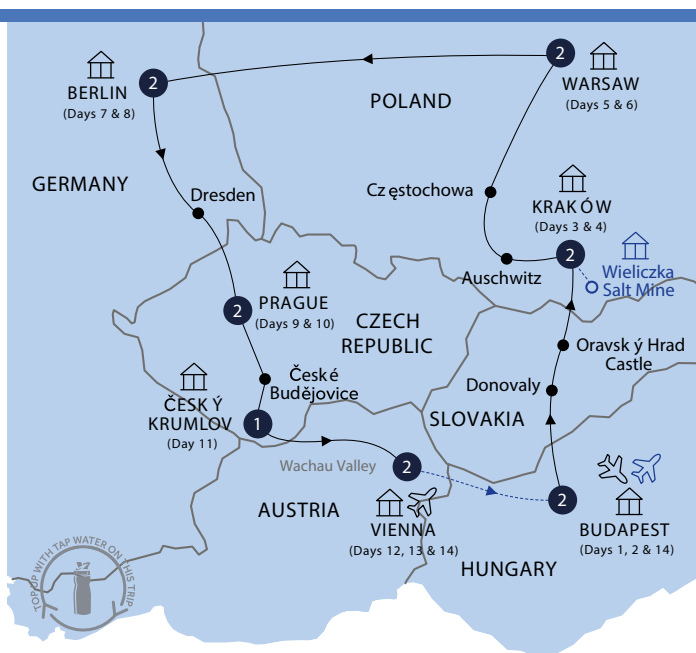 2
BERLIN
(Days 7 & 8)
2
WARSAW
(Days 5 & 6)
POLAND
GERMANY
Dresden
Częstochowa
KRAKÓW
(Days 3 & 4)
2
Auschwitz
Wieliczka
Salt Mine
2
PRAGUE
(Days 9 & 10)
CZECH
REPUBLIC
Oravský Hrad
Castle
České
Budějovice
Donovaly
ČESKÝ
KRUMLOV
(Day 11)
1
SLOVAKIA
Wachau Valley
2
2
AUSTRIA
VIENNA
(Days 12, 13 & 14)
BUDAPEST
(Days 1, 2 & 14)
HUNGARY
TOP UP WITH TAP WATER ON THIS TRIP